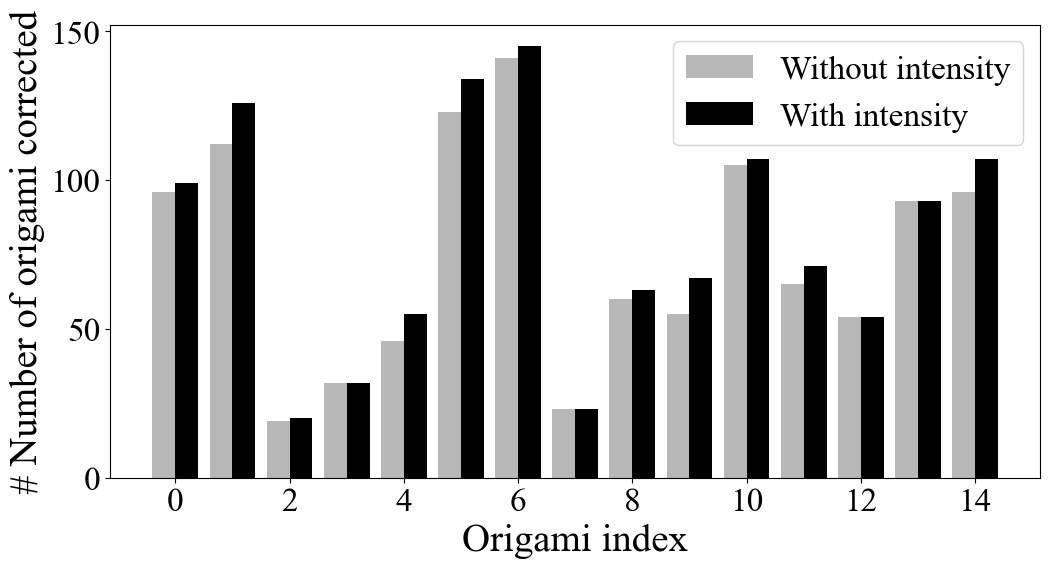 # Number of origami corrected
150
100
50
0
Without intensity
With intensity
0 2 4 6 8 10 12 14
Origami index